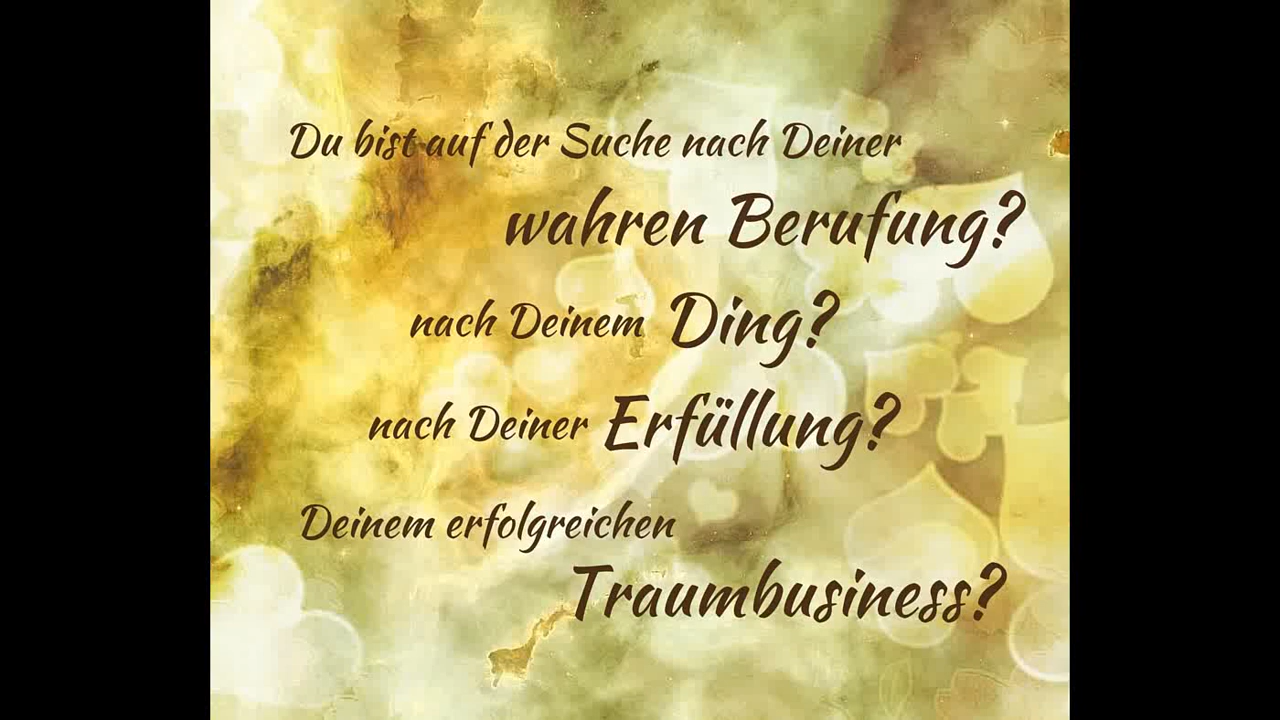 Du bist auf der Suche nach Deiner
wahren Berufung?
nach Deinem Ding?
nach Deiner Erfüllung?
Deinem erfolgreichen
Traumbusiness?